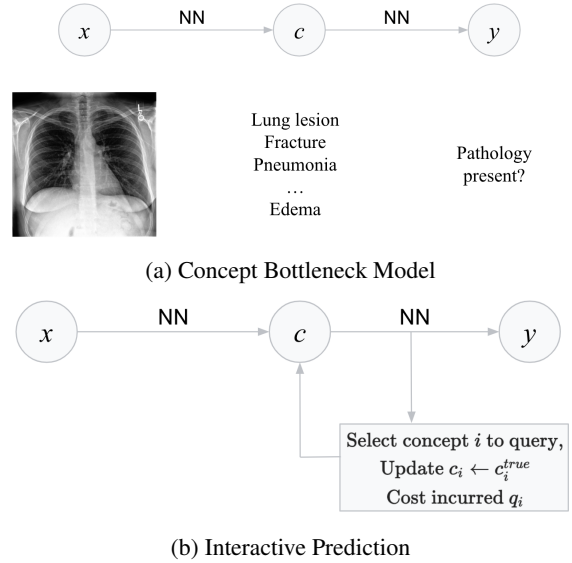 x NN c NN y
Lung lesion
Fracture
Pneumonia
...
Edema
Pathology
present?
(a) Concept Bottleneck Model
x NN c NN y
Select concept i to query,
Update c_i ← c_i^{true}
Cost incurred q_i
(b) Interactive Prediction